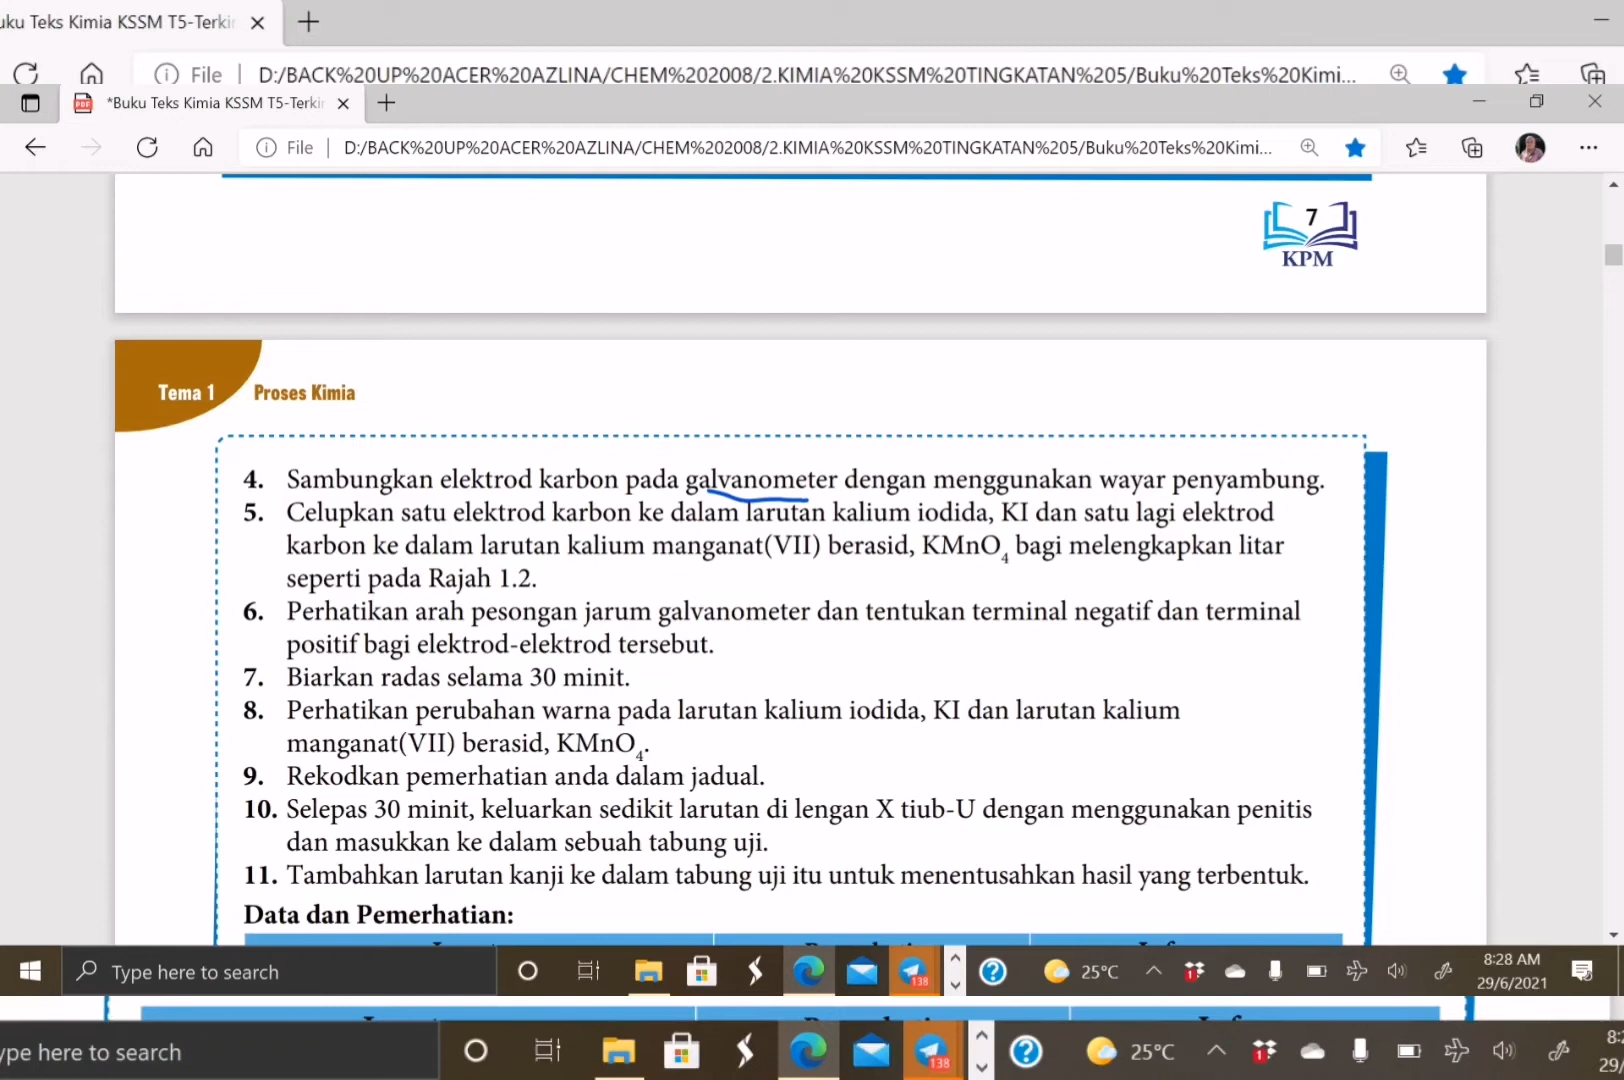 uku Teks Kimia KSSM T5-Terkir
File | D:/BACK%20UP%20ACER%20AZLINA/CHEM%202008/2.KIMIA%20KSSM%20TINGKATAN%205/Buku%20Teks%20Kimi...
*Buku Teks Kimia KSSM T5-Terkir
File | D:/BACK%20UP%20ACER%20AZLINA/CHEM%202008/2.KIMIA%20KSSM%20TINGKATAN%205/Buku%20Teks%20Kimi...
7
KPM
Tema 1 Proses Kimia
4. Sambungkan elektrod karbon pada galvanometer dengan menggunakan wayar penyambung.
5. Celupkan satu elektrod karbon ke dalam larutan kalium iodida, KI dan satu lagi elektrod
karbon ke dalam larutan kalium manganat(VII) berasid, KMnO₄ bagi melengkapkan litar
seperti pada Rajah 1.2.
6. Perhatikan arah pesongan jarum galvanometer dan tentukan terminal negatif dan terminal
positif bagi elektrod-elektrod tersebut.
7. Biarkan radas selama 30 minit.
8. Perhatikan perubahan warna pada larutan kalium iodida, KI dan larutan kalium
manganat(VII) berasid, KMnO₄.
9. Rekodkan pemerhatian anda dalam jadual.
10. Selepas 30 minit, keluarkan sedikit larutan di lengan X tiub-U dengan menggunakan penitis
dan masukkan ke dalam sebuah tabung uji.
11. Tambahkan larutan kanji ke dalam tabung uji itu untuk menentusahkan hasil yang terbentuk.
Data dan Pemerhatian:
Type here to search
138
25°C
8:28 AM
29/6/2021
ype here to search
138
25°C